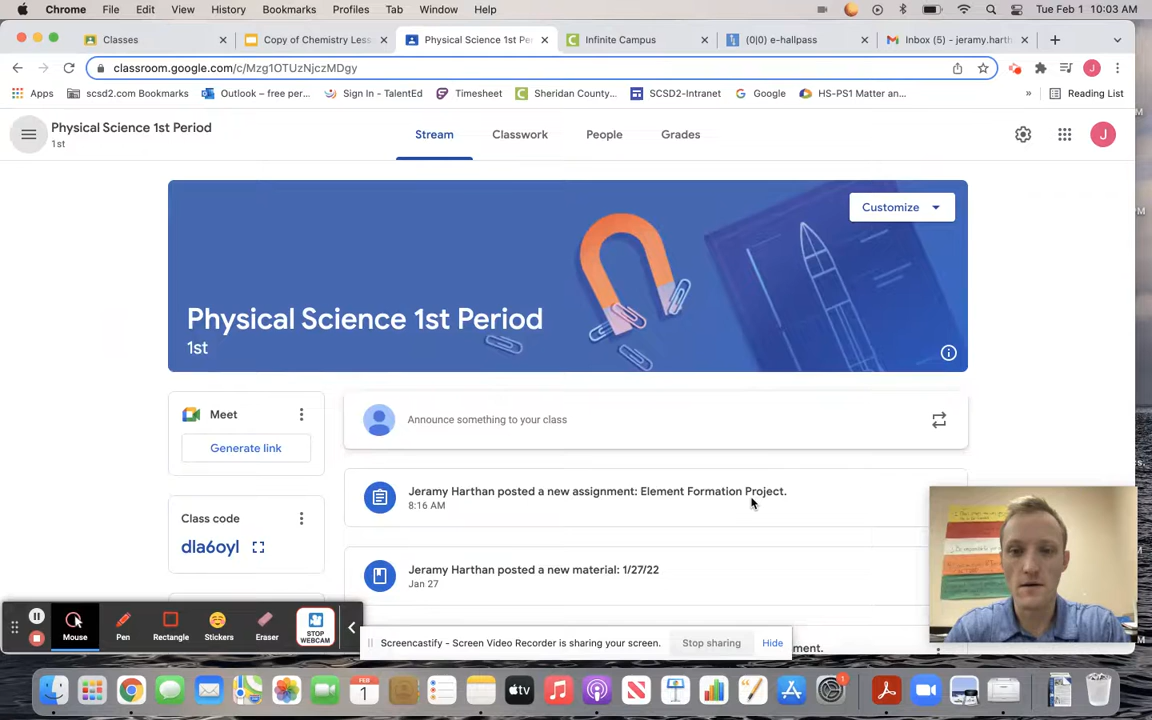 Chrome File Edit View History Bookmarks Profiles Tab Window Help Tue Feb 1 10:03 AM
Classes Copy of Chemistry Less Physical Science 1st Pe Infinite Campus (0|0) e-hallpass Inbox (5) - jeramy.harth
classroom.google.com/c/Mzg1OTUzNjczMDgy J
Apps scsd2.com Bookmarks Outlook – free per... Sign In - TalentEd Timesheet Sheridan County... SCSD2-Intranet Google HS-PS1 Matter an... » Reading List
Physical Science 1st Period
1st
Stream Classwork People Grades J
Customize
Physical Science 1st Period
1st
Meet
Generate link
Announce something to your class
Jeramy Harthan posted a new assignment: Element Formation Project.
8:16 AM
Class code
dla6oyl
Jeramy Harthan posted a new material: 1/27/22
Jan 27
Mouse Pen Rectangle Stickers Eraser STOP WEBCAM
Screencastify - Screen Video Recorder is sharing your screen. Stop sharing Hide
ment.
FEB
1
tv
1